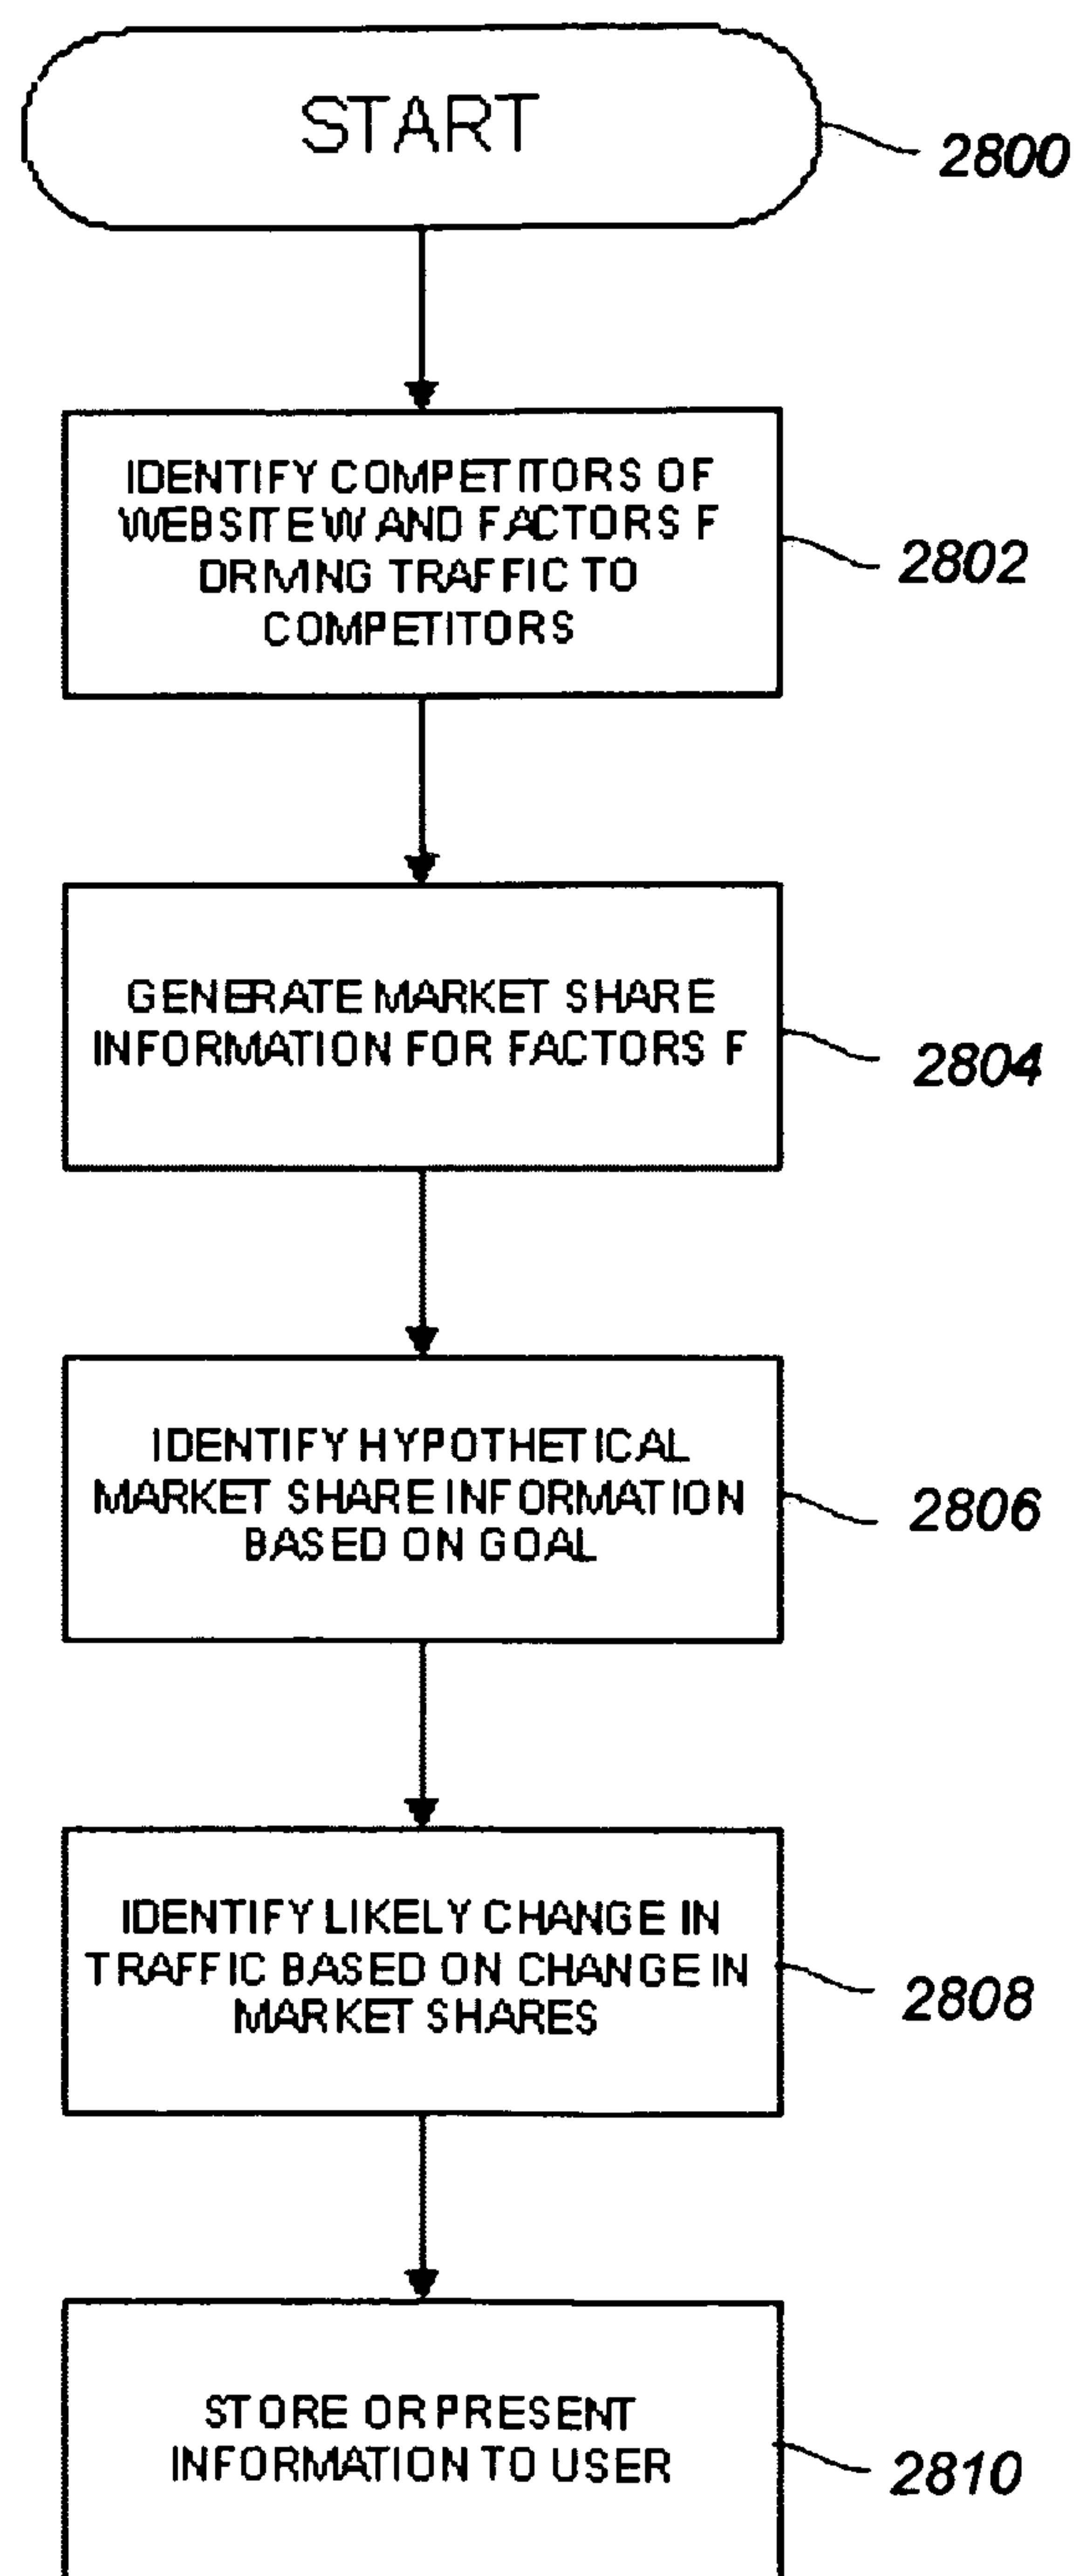 START
2800
IDENTIFY COMPETITORS OF
WEBSITE W AND FACTORS F
DRIVING TRAFFIC TO
COMPETITORS
2802
GENERATE MARKET SHARE
INFORMATION FOR FACTORS F
2804
IDENTIFY HYPOTHETICAL
MARKET SHARE INFORMATION
BASED ON GOAL
2806
IDENTIFY LIKELY CHANGE IN
TRAFFIC BASED ON CHANGE IN
MARKET SHARES
2808
STORE OR PRESENT
INFORMATION TO USER
2810